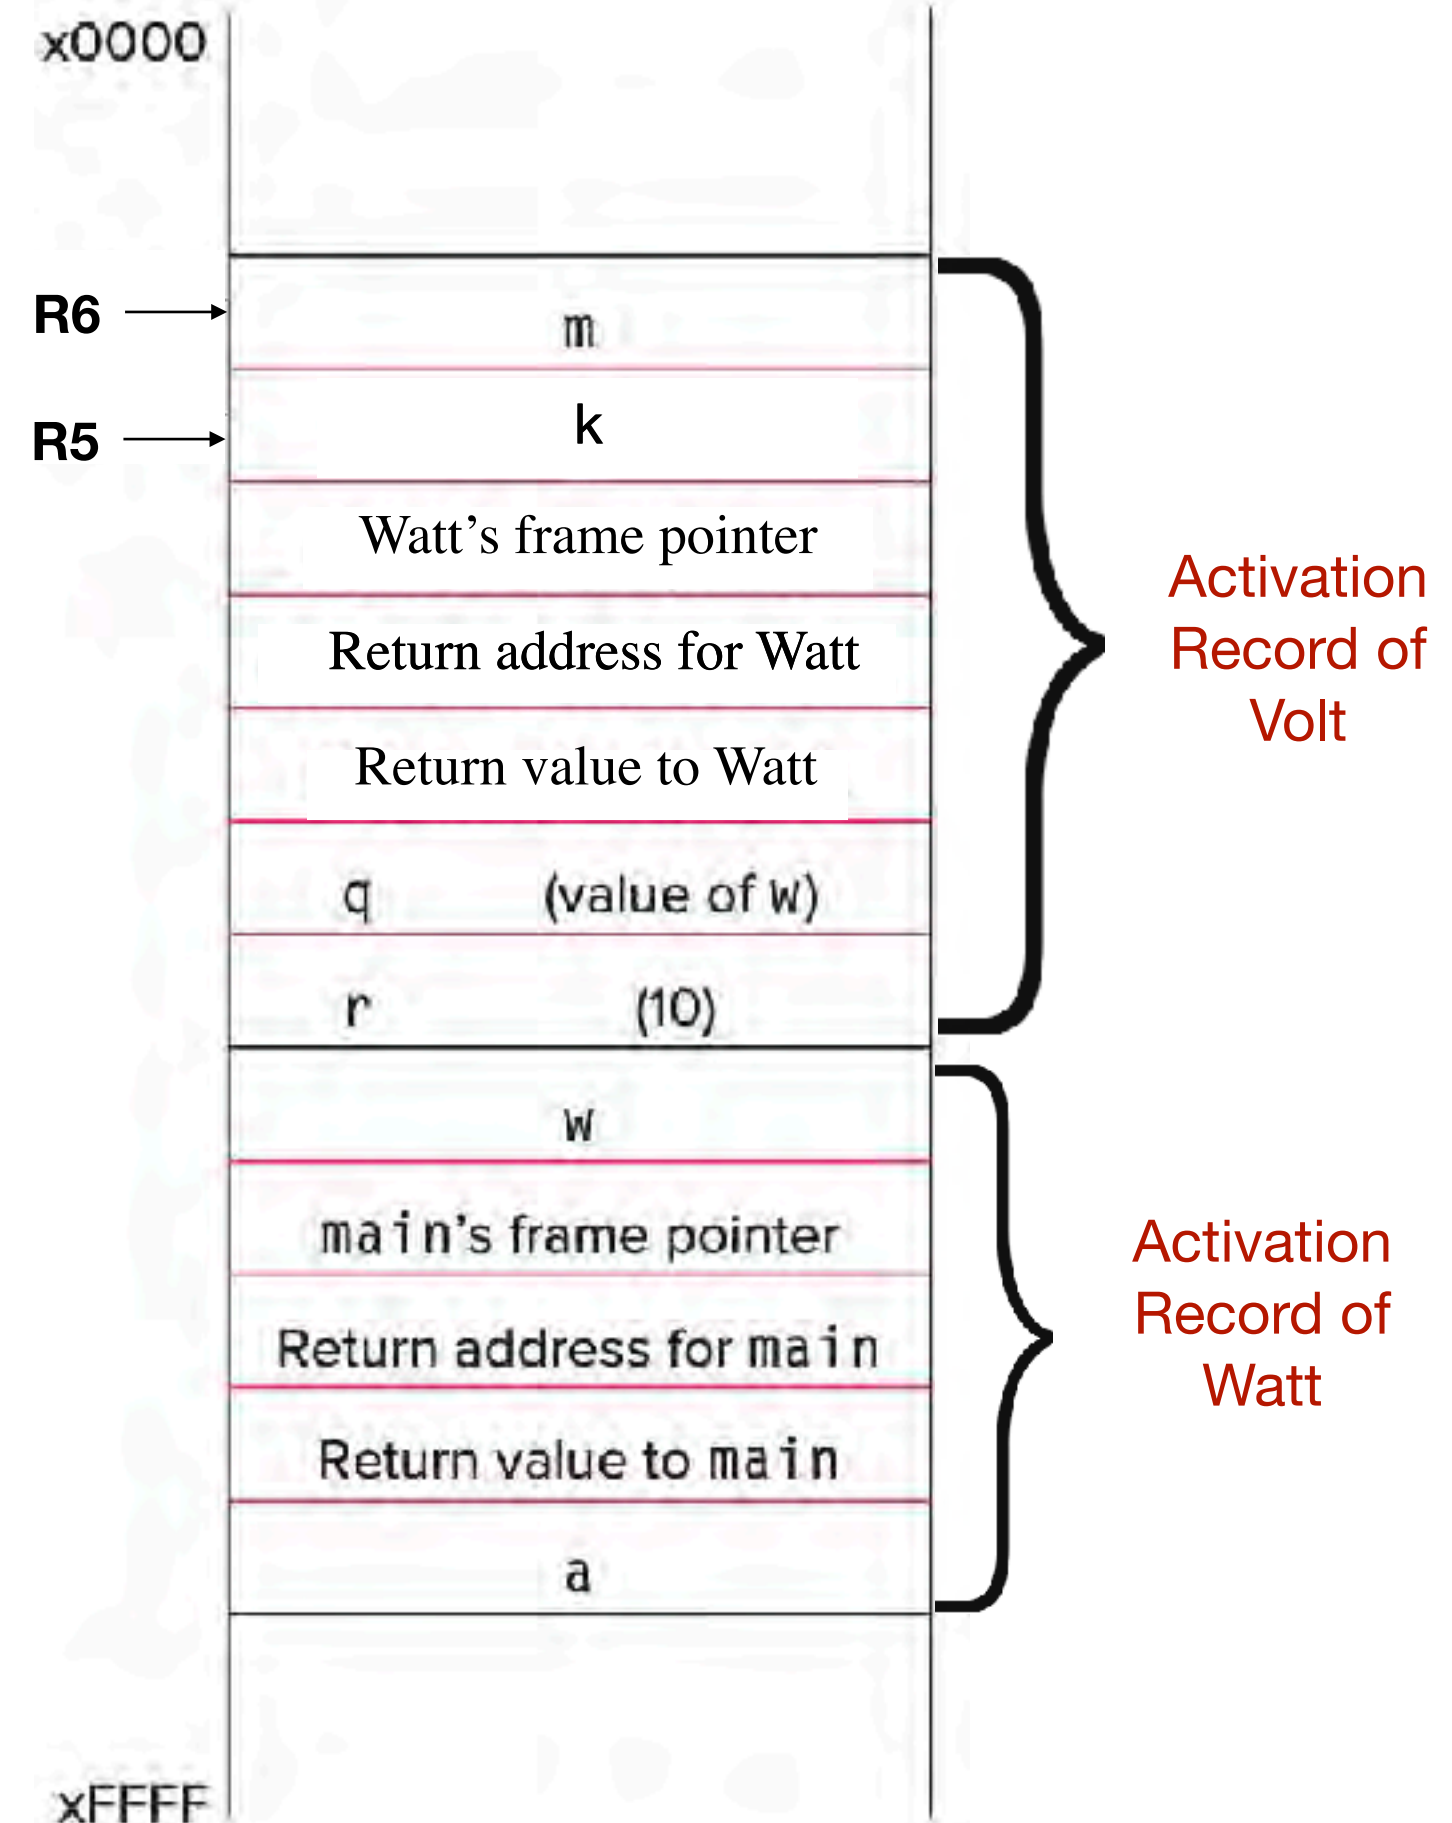 x0000
R6
m
R5
k
Watt's frame pointer
Return address for Watt
Return value to Watt
q (value of w)
r (10)
Activation
Record of
Volt
w
main's frame pointer
Return address for main
Return value to main
a
Activation
Record of
Watt
xFFFF